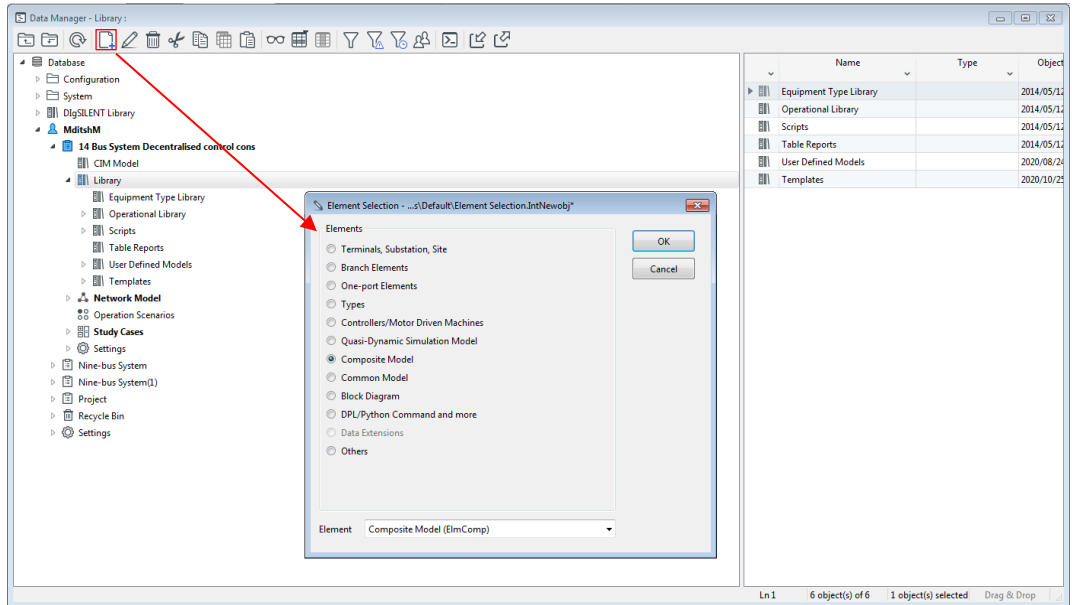 Data Manager - Library :
Database
Configuration
System
DIgSILENT Library
MditshM
14 Bus System Decentralised control cons
CIM Model
Library
Equipment Type Library
Operational Library
Scripts
Table Reports
User Defined Models
Templates
Network Model
Operation Scenarios
Study Cases
Settings
Nine-bus System
Nine-bus System(1)
Project
Recycle Bin
Settings
Element Selection - ...s\Default\Element Selection.IntNewobj*
Elements
Terminals, Substation, Site
Branch Elements
One-port Elements
Types
Controllers/Motor Driven Machines
Quasi-Dynamic Simulation Model
Composite Model
Common Model
Block Diagram
DPL/Python Command and more
Data Extensions
Others
OK
Cancel
Element Composite Model (ElmComp)
Name Type Object
Equipment Type Library 2014/05/12
Operational Library 2014/05/12
Scripts 2014/05/12
Table Reports 2014/05/12
User Defined Models 2020/08/24
Templates 2020/10/25
Ln 1 6 object(s) of 6 1 object(s) selected Drag & Drop